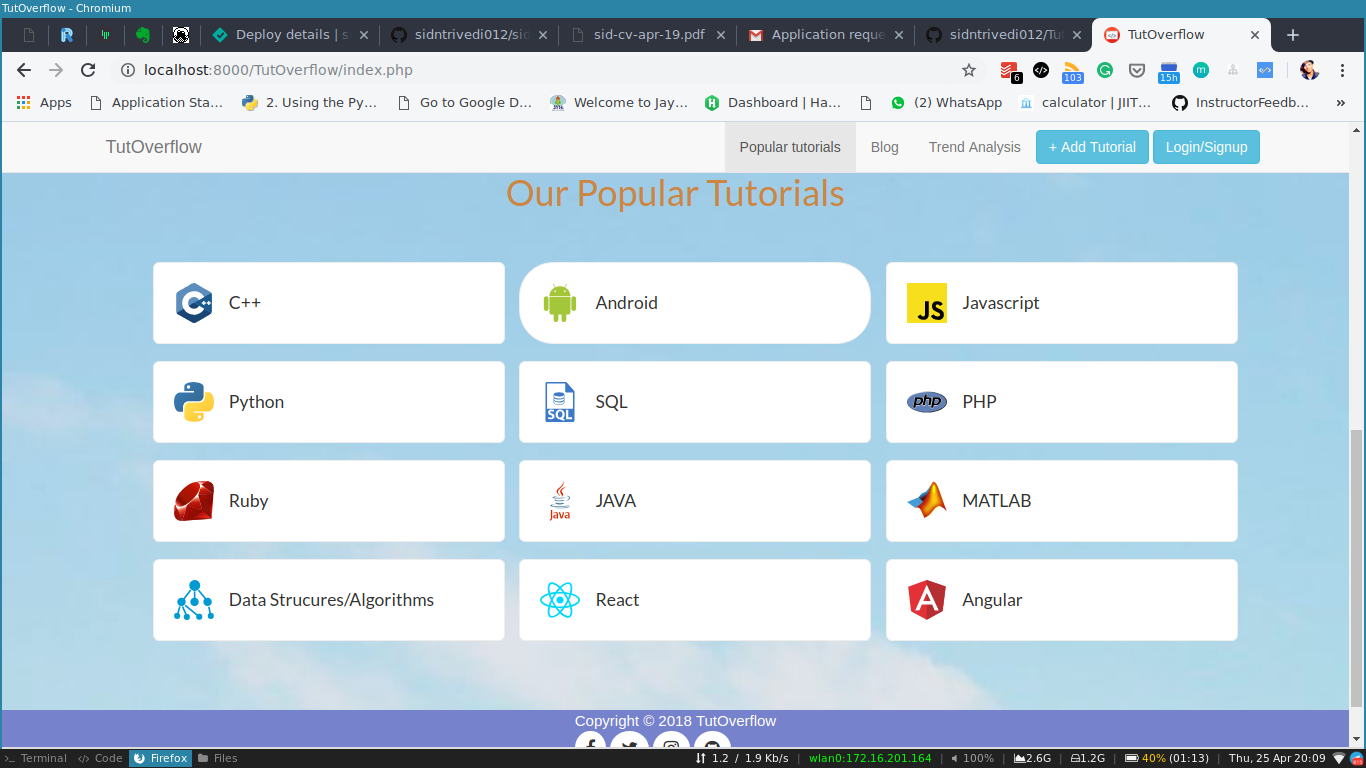 TutOverflow - Chromium
Deploy details | s
sidntrivedi012/sid
sid-cv-apr-19.pdf
Application reque
sidntrivedi012/Tut
TutOverflow
localhost:8000/TutOverflow/index.php
6
103
15h
Apps
Application Sta...
2. Using the Py...
Go to Google D...
Welcome to Jay...
Dashboard | Ha...
(2) WhatsApp
calculator | JIIT...
InstructorFeedb...
»
TutOverflow
Popular tutorials
Blog
Trend Analysis
+ Add Tutorial
Login/Signup
Our Popular Tutorials
C++
Android
JS
Javascript
Python
SQL
SQL
php
PHP
Ruby
Java
JAVA
MATLAB
Data Strucures/Algorithms
React
A
Angular
Copyright © 2018 TutOverflow
Terminal
Code
Firefox
Files
1.2 / 1.9 Kb/s
wlan0:172.16.201.164
100%
2.6G
1.2G
40% (01:13)
Thu, 25 Apr 20:09